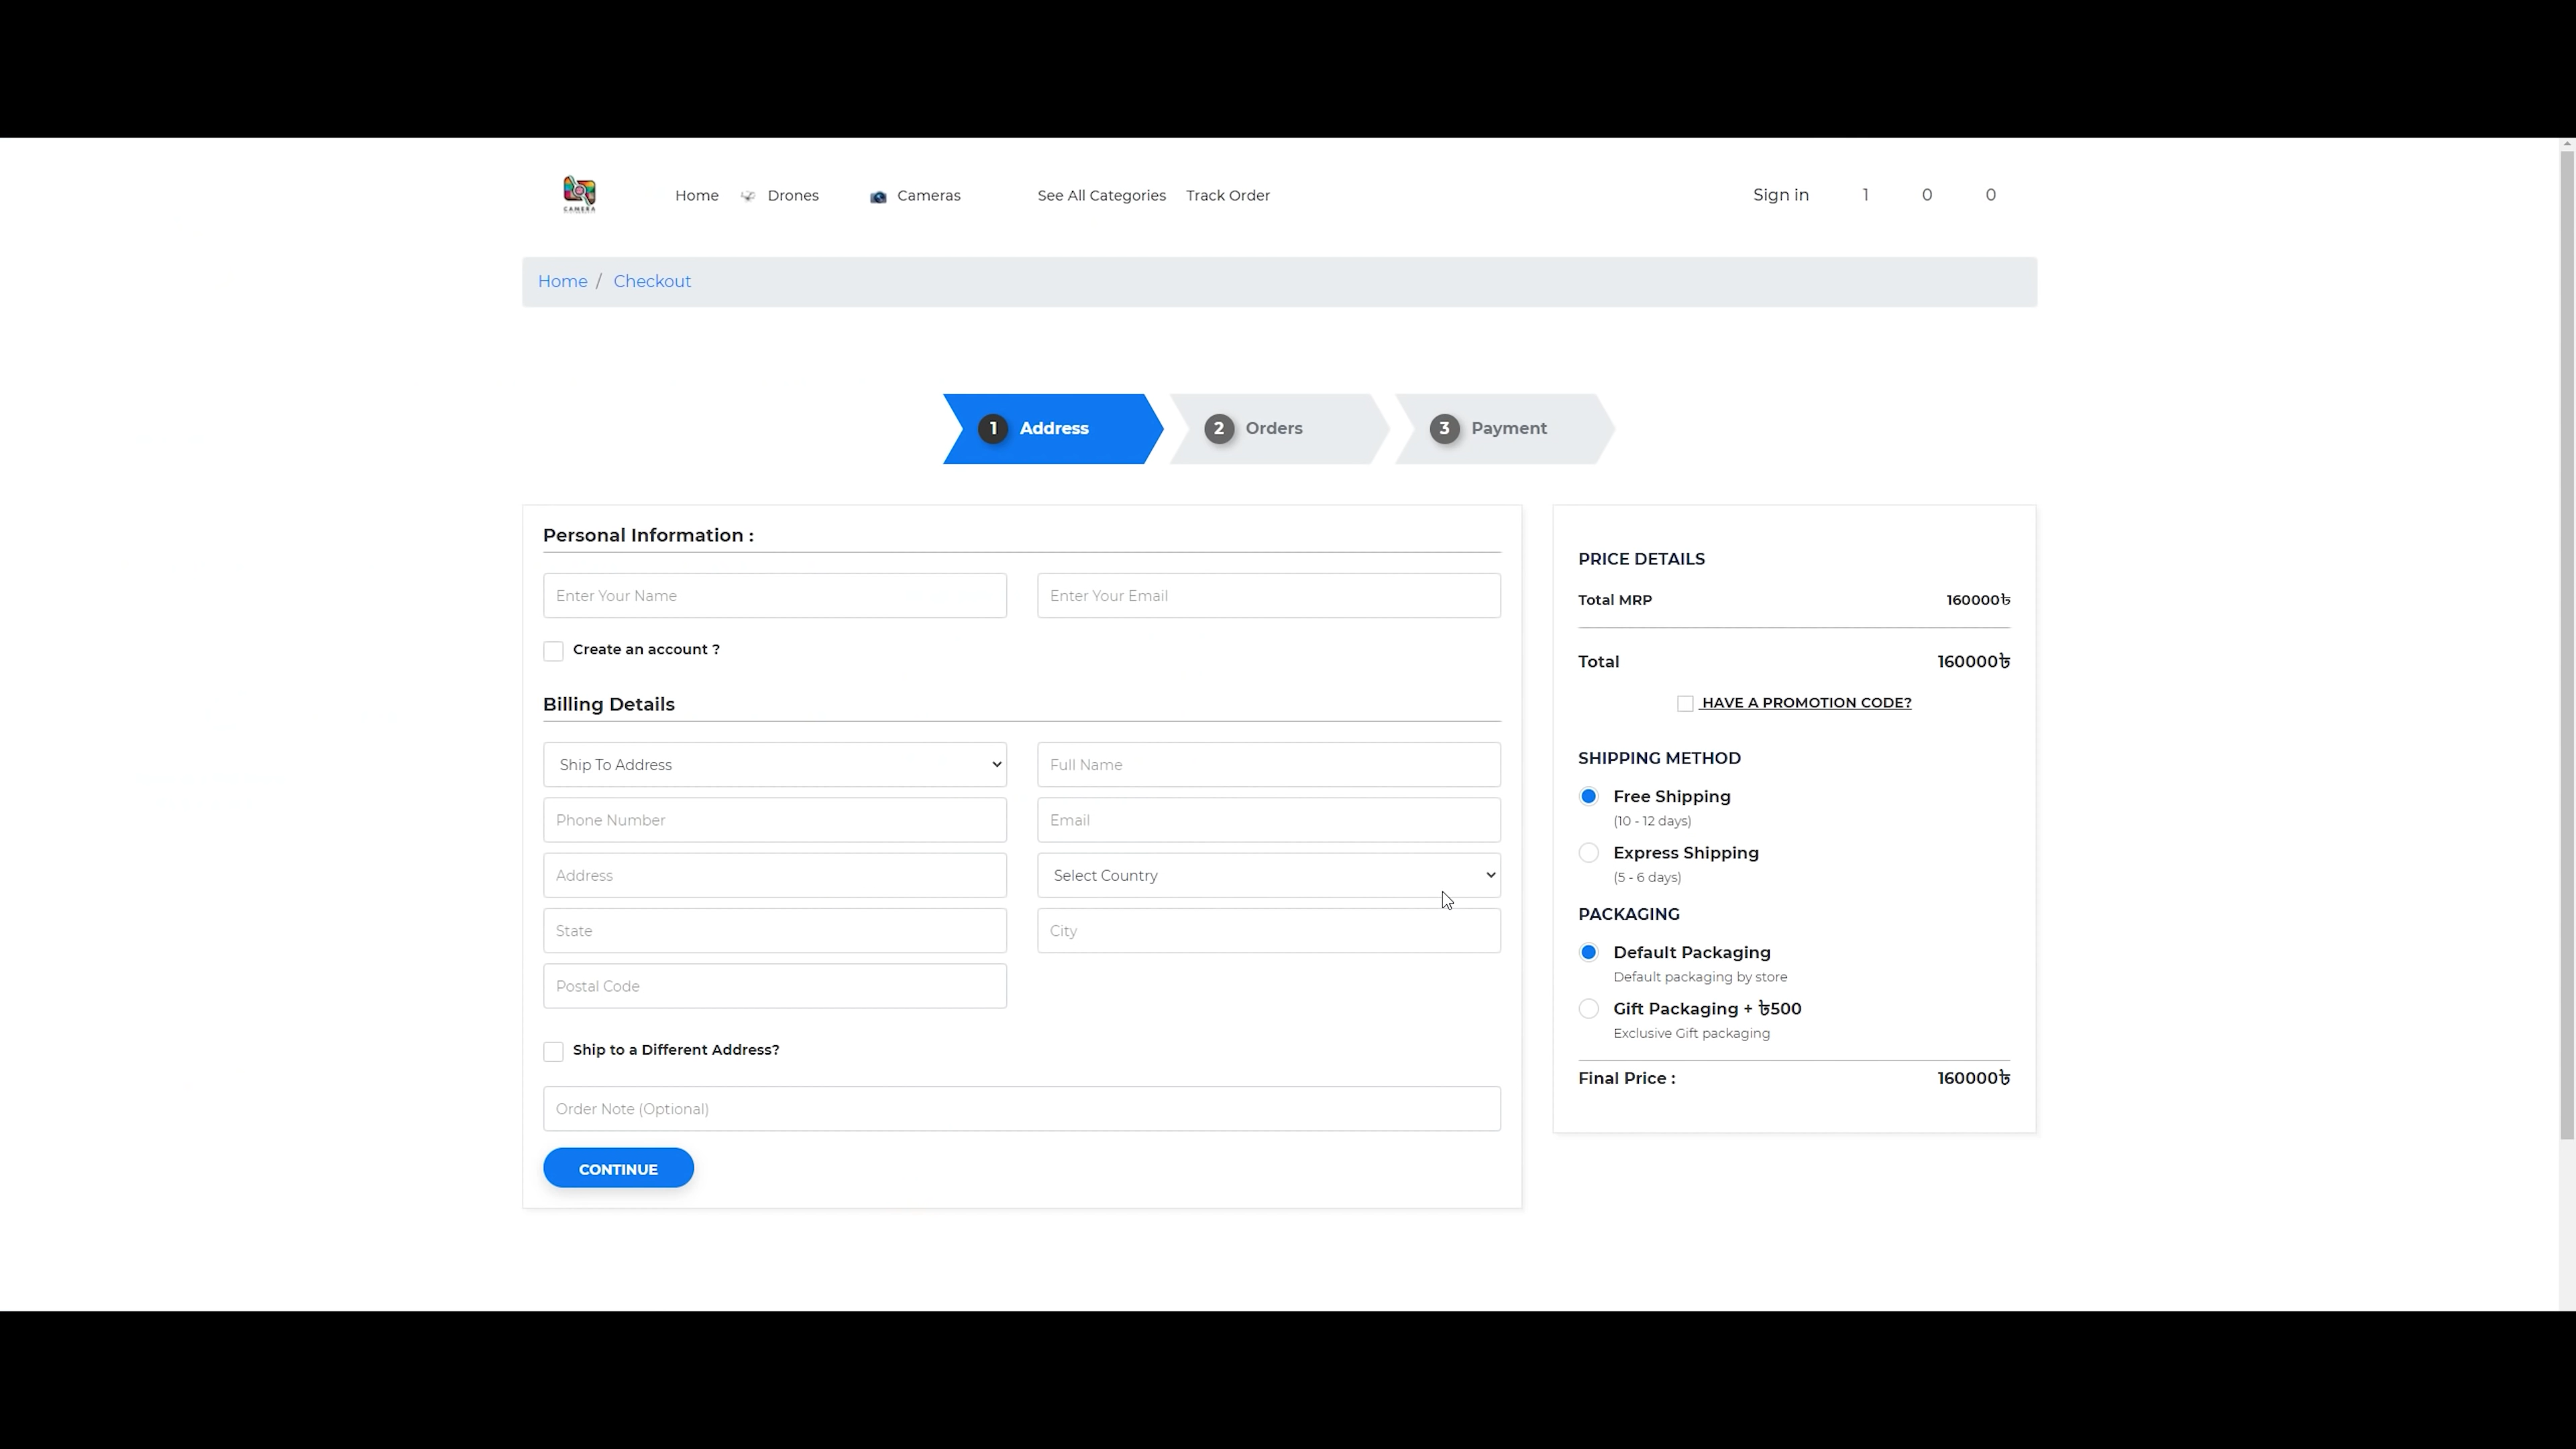 CAMERA
Home Drones Cameras See All Categories Track Order Sign in 1 0 0
Home / Checkout
1 Address 2 Orders 3 Payment
Personal Information :
Enter Your Name Enter Your Email
Create an account ?
Billing Details
Ship To Address Full Name
Phone Number Email
Address Select Country
State City
Postal Code
Ship to a Different Address?
Order Note (Optional)
CONTINUE
PRICE DETAILS
Total MRP 160000৳
Total 160000৳
HAVE A PROMOTION CODE?
SHIPPING METHOD
Free Shipping
(10 - 12 days)
Express Shipping
(5 - 6 days)
PACKAGING
Default Packaging
Default packaging by store
Gift Packaging + ৳500
Exclusive Gift packaging
Final Price : 160000৳